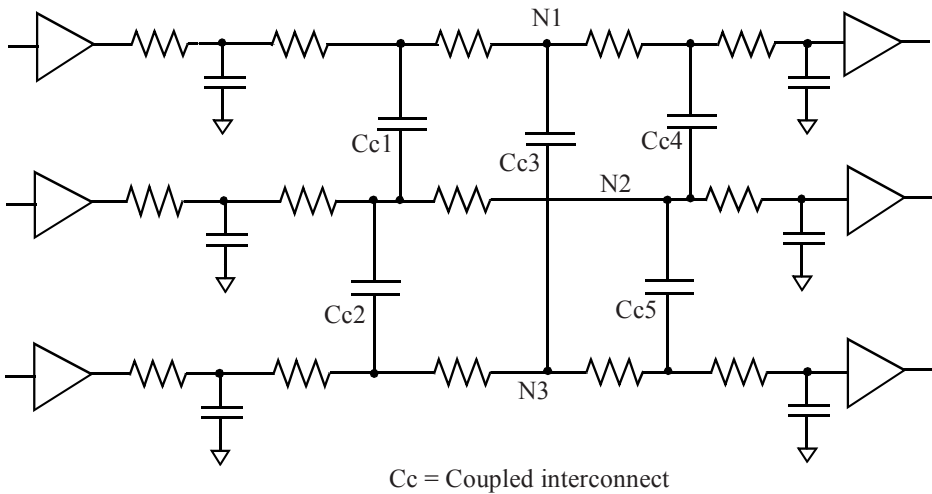 N1
Cc1
Cc3
Cc4
N2
Cc2
Cc5
N3
Cc = Coupled interconnect